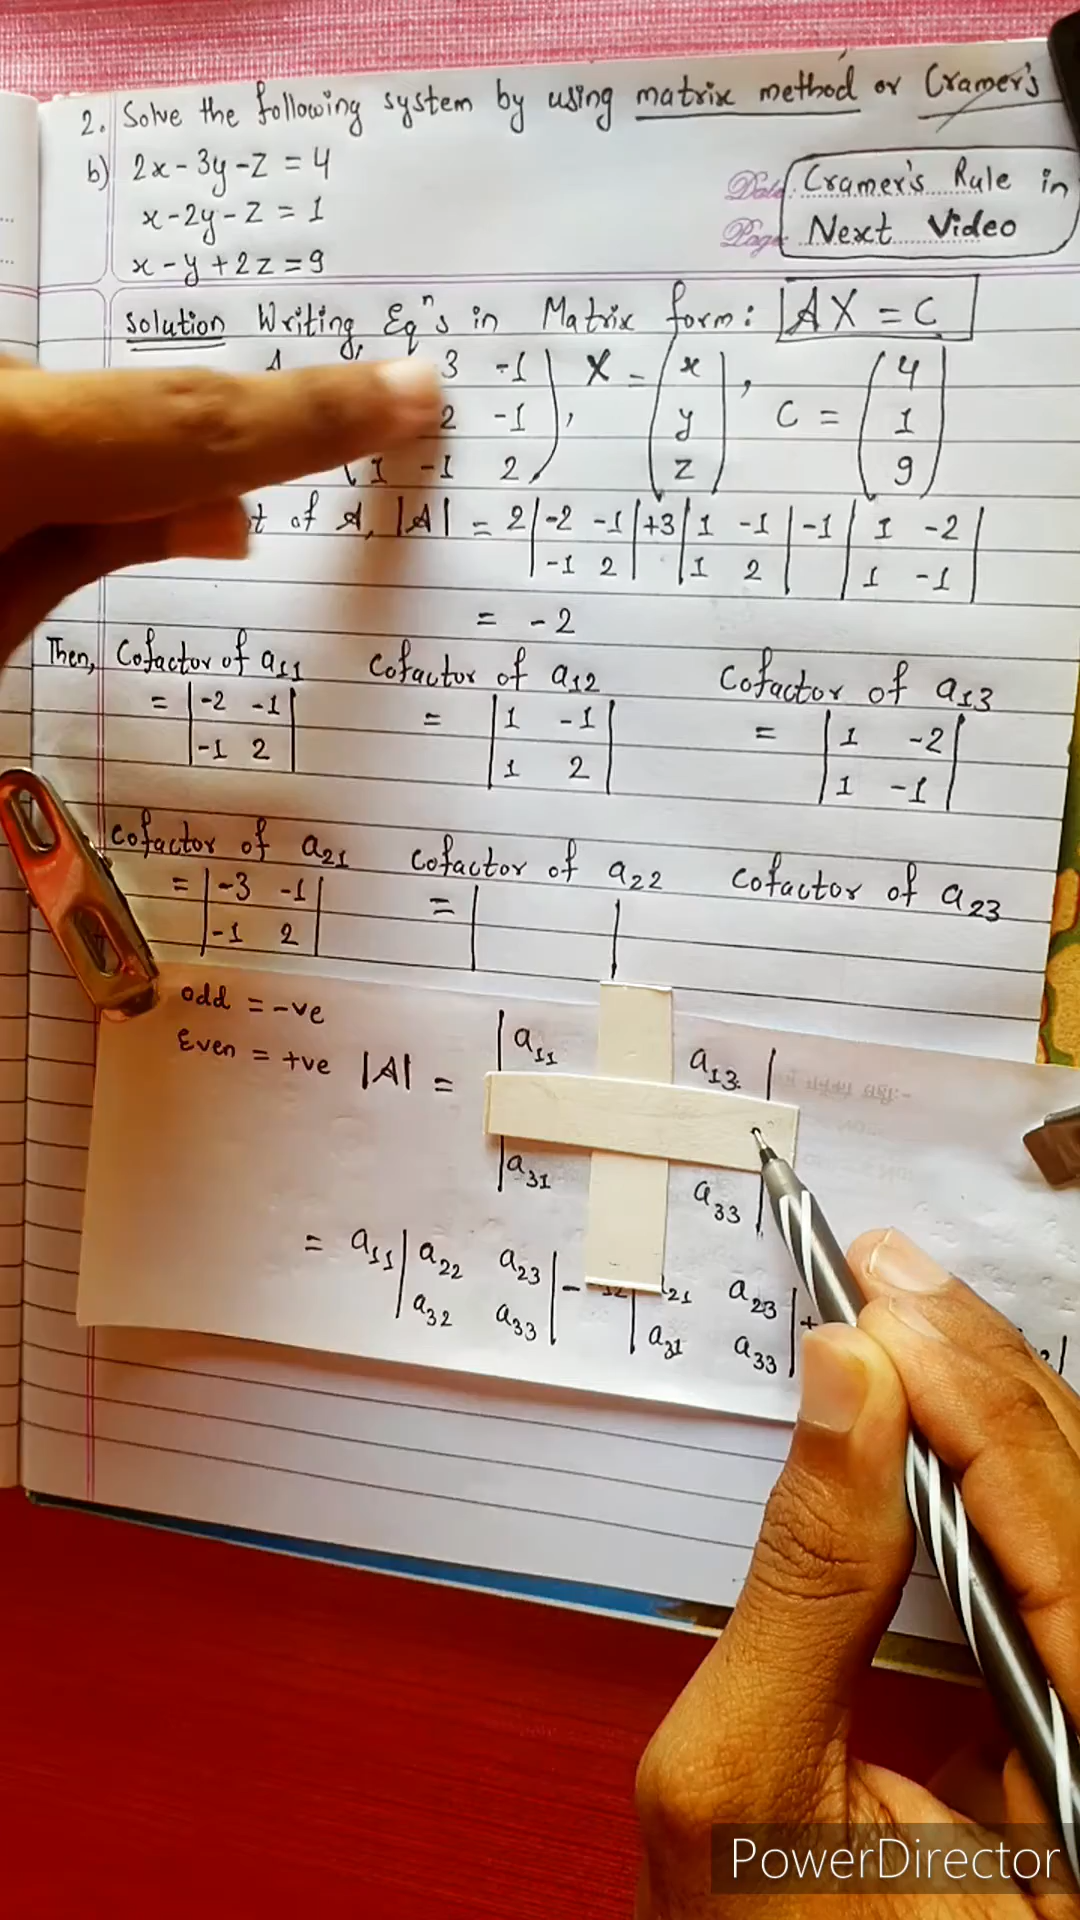 2. Solve the following system by using matrix method or Cramer's
b) 2x - 3y - z = 4
x - 2y - z = 1
x - y + 2z = 9
Date:
Page:
Cramer's Rule in
Next Video
Solution Writing Eqⁿs in Matrix form: AX = C
3 -1
2 -1
1 -1 2
, X = ( x y z ) , C = ( 4 1 9 )
of A, |A| = 2 | -2 -1 | +3 | 1 -1 | -1 | 1 -2 |
-1 2 | 1 2 | 1 -1
= -2
Then, Cofactor of a11 Cofactor of a12 Cofactor of a13
= | -2 -1 | = | 1 -1 | = | 1 -2 |
| -1 2 | | 1 2 | | 1 -1 |
Cofactor of a21 Cofactor of a22 Cofactor of a23
= | -3 -1 | = | |
| -1 2 |
odd = -ve
Even = +ve |A| =
a11 a13
a31 a33
= a11 | a22 a23 | - | a21 a23 | +
| a32 a33 | | a31 a33 |
PowerDirector